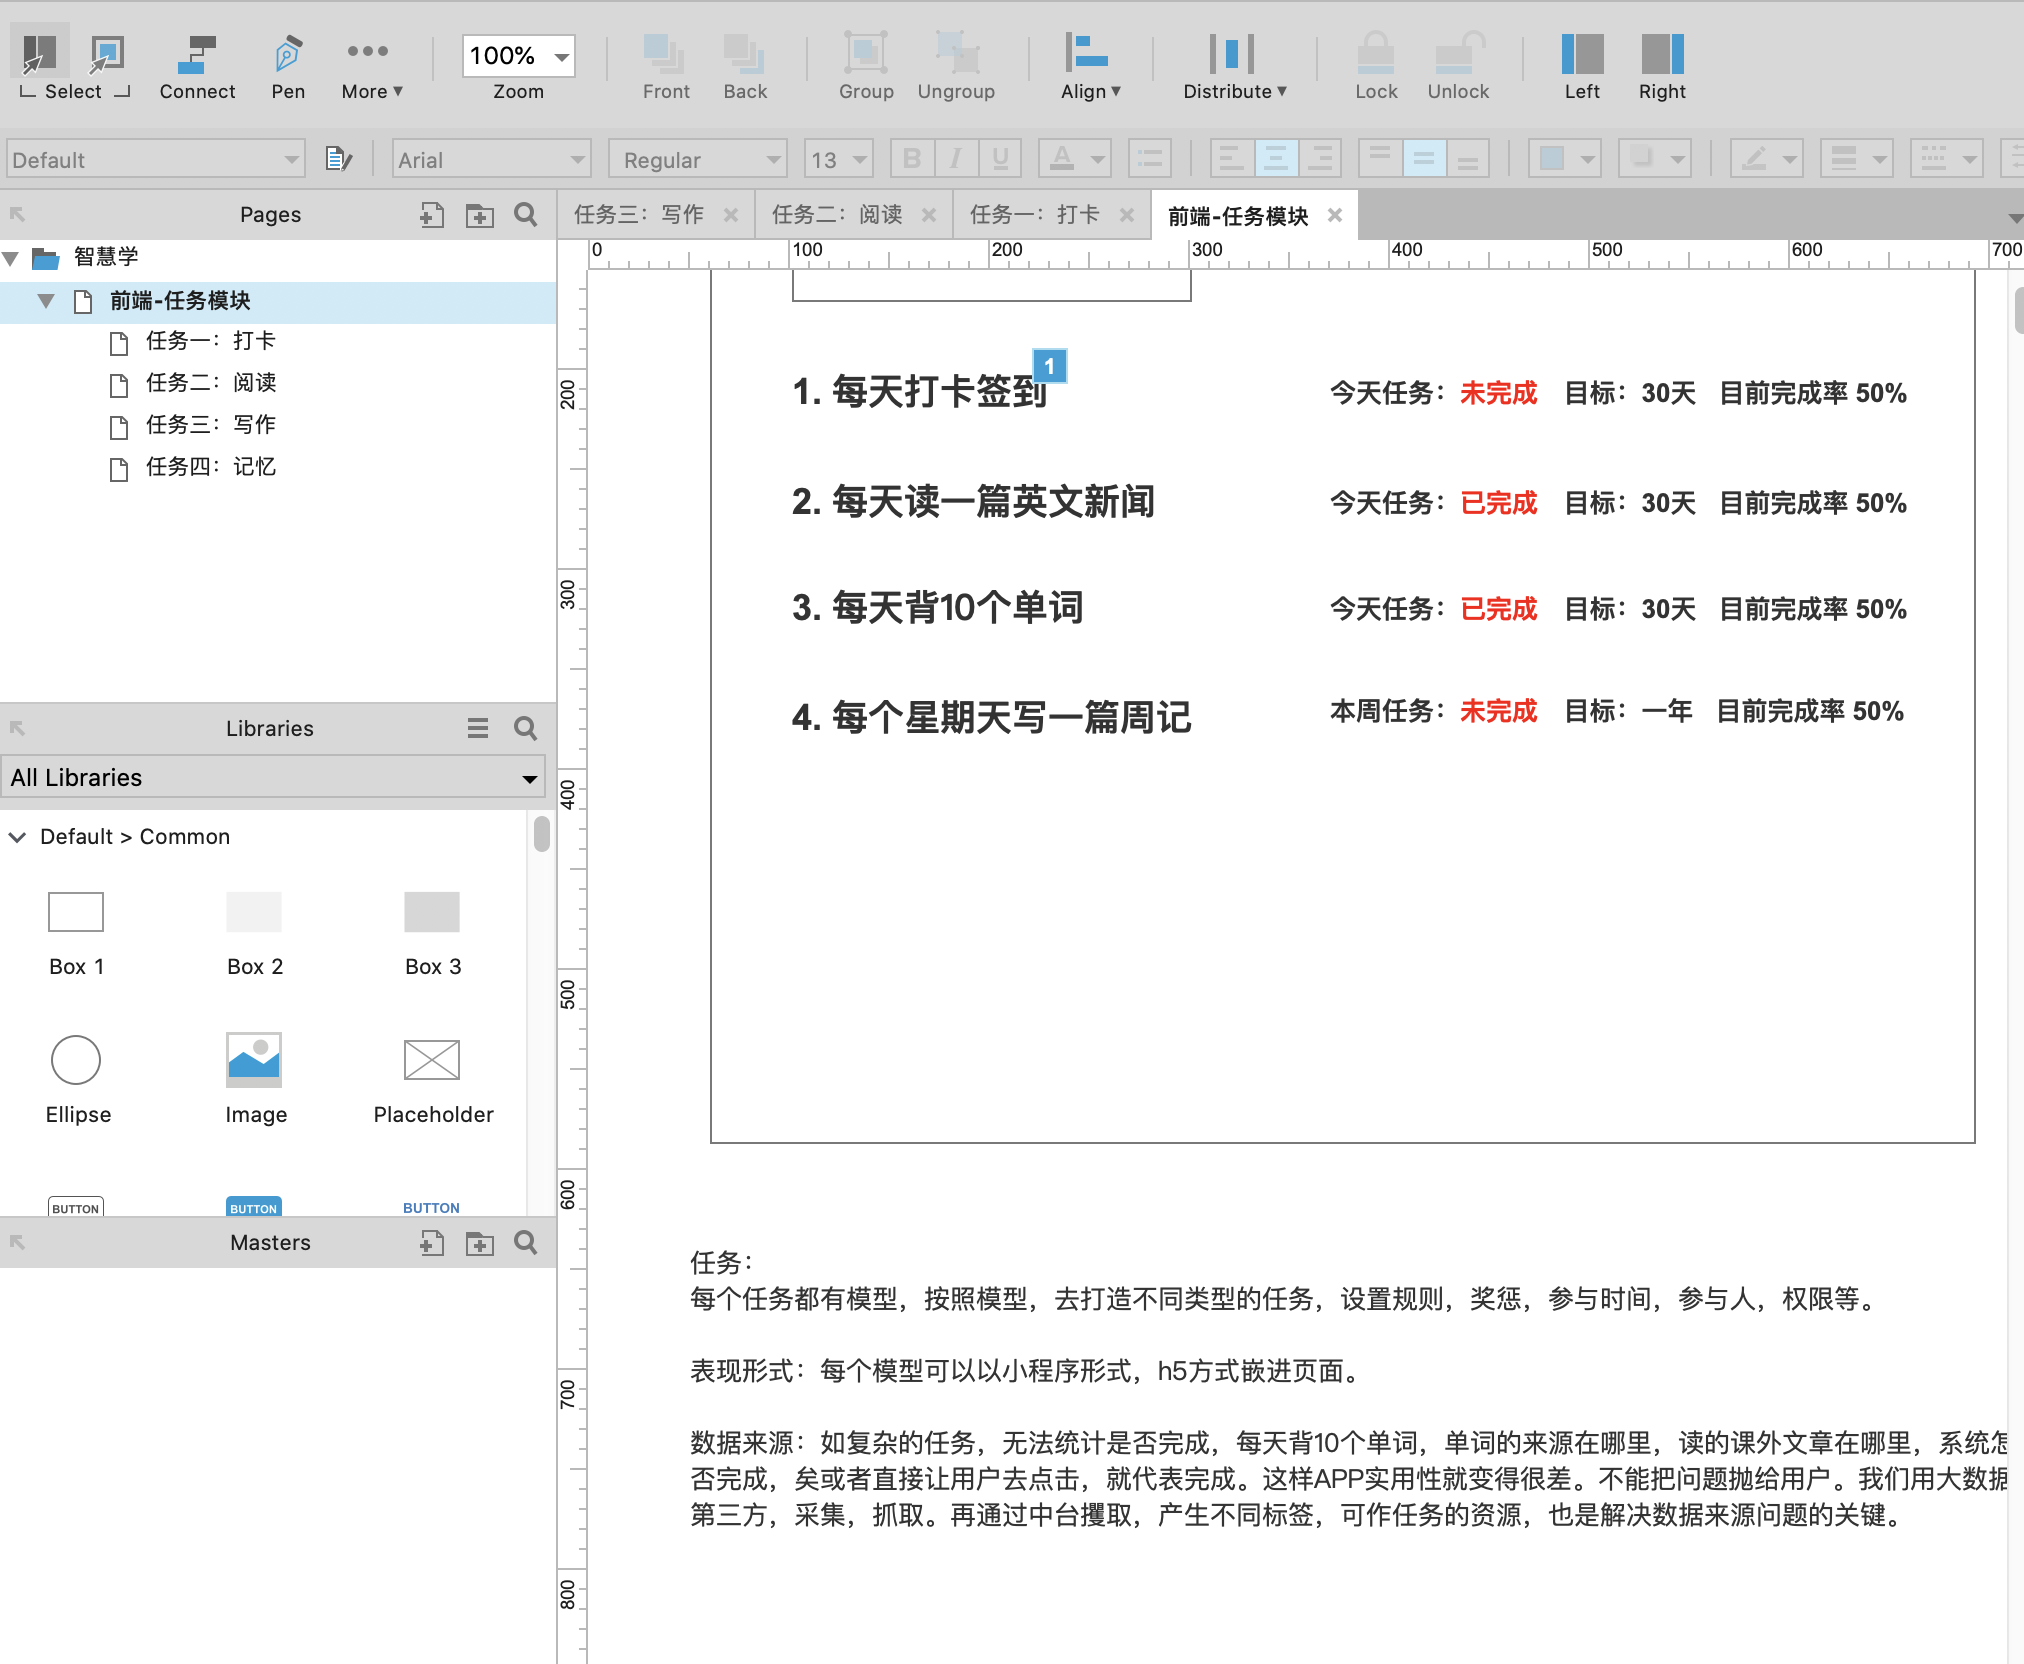 Select
Connect
Pen
More
100%
Zoom
Front
Back
Group
Ungroup
Align
Distribute
Lock
Unlock
Left
Right
Default
Arial
Regular
13
B
I
U
A
Pages
任务三：写作
任务二：阅读
任务一：打卡
前端-任务模块
智慧学
前端-任务模块
任务一：打卡
任务二：阅读
任务三：写作
任务四：记忆
Libraries
All Libraries
Default > Common
Box 1
Box 2
Box 3
Ellipse
Image
Placeholder
BUTTON
BUTTON
BUTTON
Masters
0
100
200
300
400
500
600
700
200
300
400
500
600
700
800
1. 每天打卡签到
1
今天任务：未完成 目标：30天 目前完成率 50%
2. 每天读一篇英文新闻
今天任务：已完成 目标：30天 目前完成率 50%
3. 每天背10个单词
今天任务：已完成 目标：30天 目前完成率 50%
4. 每个星期天写一篇周记
本周任务：未完成 目标：一年 目前完成率 50%
任务：
每个任务都有模型，按照模型，去打造不同类型的任务，设置规则，奖惩，参与时间，参与人，权限等。
表现形式：每个模型可以以小程序形式，h5方式嵌进页面。
数据来源：如复杂的任务，无法统计是否完成，每天背10个单词，单词的来源在哪里，读的课外文章在哪里，系统怎
否完成，矣或者直接让用户去点击，就代表完成。这样APP实用性就变得很差。不能把问题抛给用户。我们用大数据
第三方，采集，抓取。再通过中台攫取，产生不同标签，可作任务的资源，也是解决数据来源问题的关键。